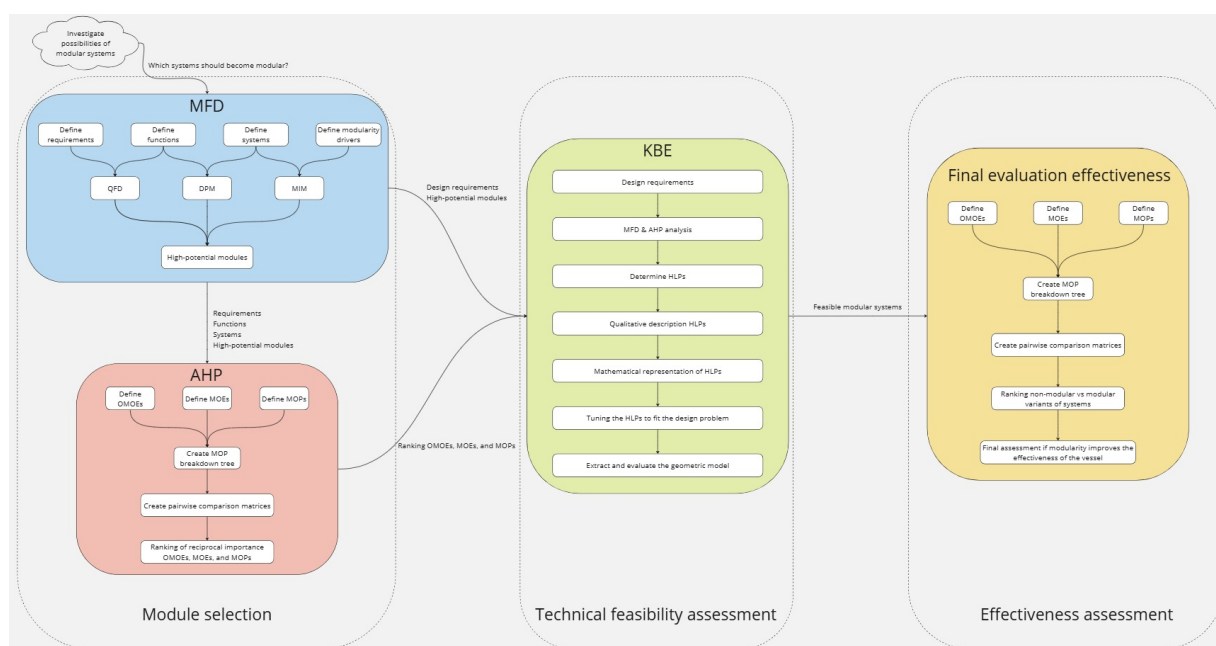 Investigate
possibilities of
modular systems
Which systems should become modular?
MFD
Define
requirements
Define
functions
Define
systems
Define modularity
drivers
QFD
DPM
MIM
High-potential modules
Requirements
Functions
Systems
High-potential modules
AHP
Define
OMOEs
Define MOEs
Define MOPs
Create MOP
breakdown tree
Create pairwise comparison matrices
Ranking of reciprocal importance
OMOEs, MOEs, and MOPs
Module selection
Design requirements
High-potential modules
Ranking OMOEs, MOEs, and MOPs
KBE
Design requirements
MFD & AHP analysis
Determine HLPs
Qualitative description HLPs
Mathematical representation of HLPs
Tuning the HLPs to fit the design problem
Extract and evaluate the geometric model
Technical feasibility assessment
Feasible modular systems
Final evaluation effectiveness
Define
OMOEs
Define
MOEs
Define
MOPs
Create MOP
breakdown tree
Create pairwise comparison matrices
Ranking non-modular vs modular
variants of systems
Final assessment if modularity improves the
effectiveness of the vessel
Effectiveness assessment